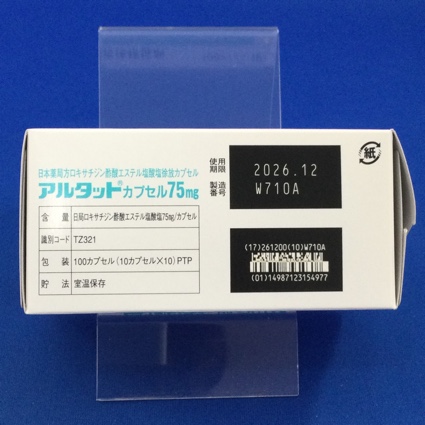 日本薬局方ロキサチジン酢酸エステル塩酸塩徐放カプセル
アルタット®カプセル75mg
含 量 日局ロキサチジン酢酸エステル塩酸塩75mg/カプセル
識別コード TZ321
包 装 100カプセル(10カプセル×10)PTP
貯 法 室温保存
使用
期限 2026.12
製造
番号 W710A
(17)261200(10)W710A
(01)14987123154977
紙